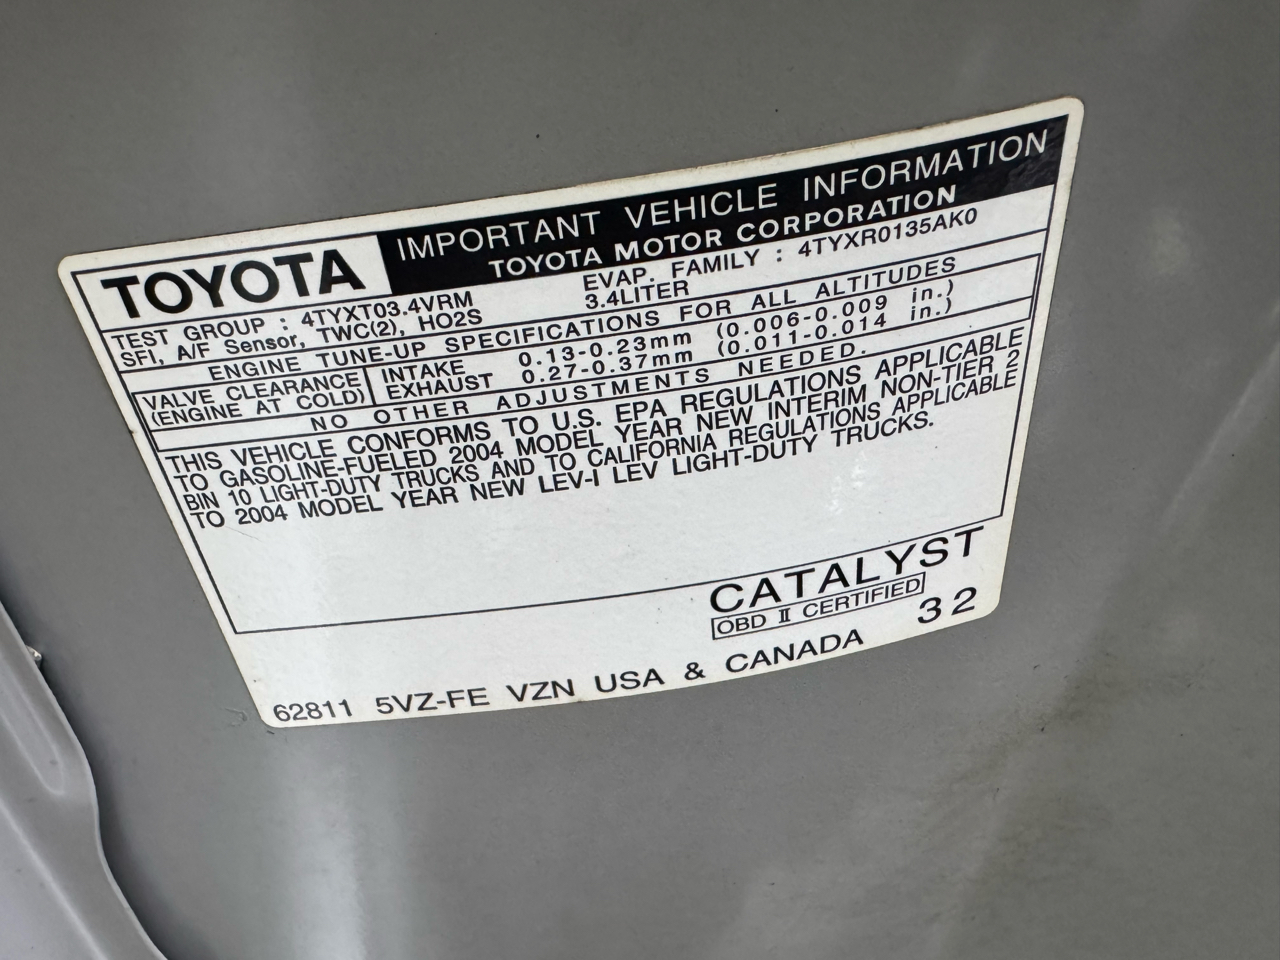 TOYOTA
IMPORTANT VEHICLE INFORMATION
TOYOTA MOTOR CORPORATION
TEST GROUP : 4TYXT03.4VRM EVAP. FAMILY : 4TYXR0135AK0
SFI, A/F Sensor, TWC(2), HO2S 3.4LITER
ENGINE TUNE-UP SPECIFICATIONS FOR ALL ALTITUDES
VALVE CLEARANCE INTAKE 0.13-0.23mm (0.006-0.009 in.)
(ENGINE AT COLD) EXHAUST 0.27-0.37mm (0.011-0.014 in.)
NO OTHER ADJUSTMENTS NEEDED.
THIS VEHICLE CONFORMS TO U.S. EPA REGULATIONS APPLICABLE
TO GASOLINE-FUELED 2004 MODEL YEAR NEW INTERIM NON-TIER 2
BIN 10 LIGHT-DUTY TRUCKS AND TO CALIFORNIA REGULATIONS APPLICABLE
TO 2004 MODEL YEAR NEW LEV-I LEV LIGHT-DUTY TRUCKS.
CATALYST
OBD II CERTIFIED
32
62811 5VZ-FE VZN USA & CANADA